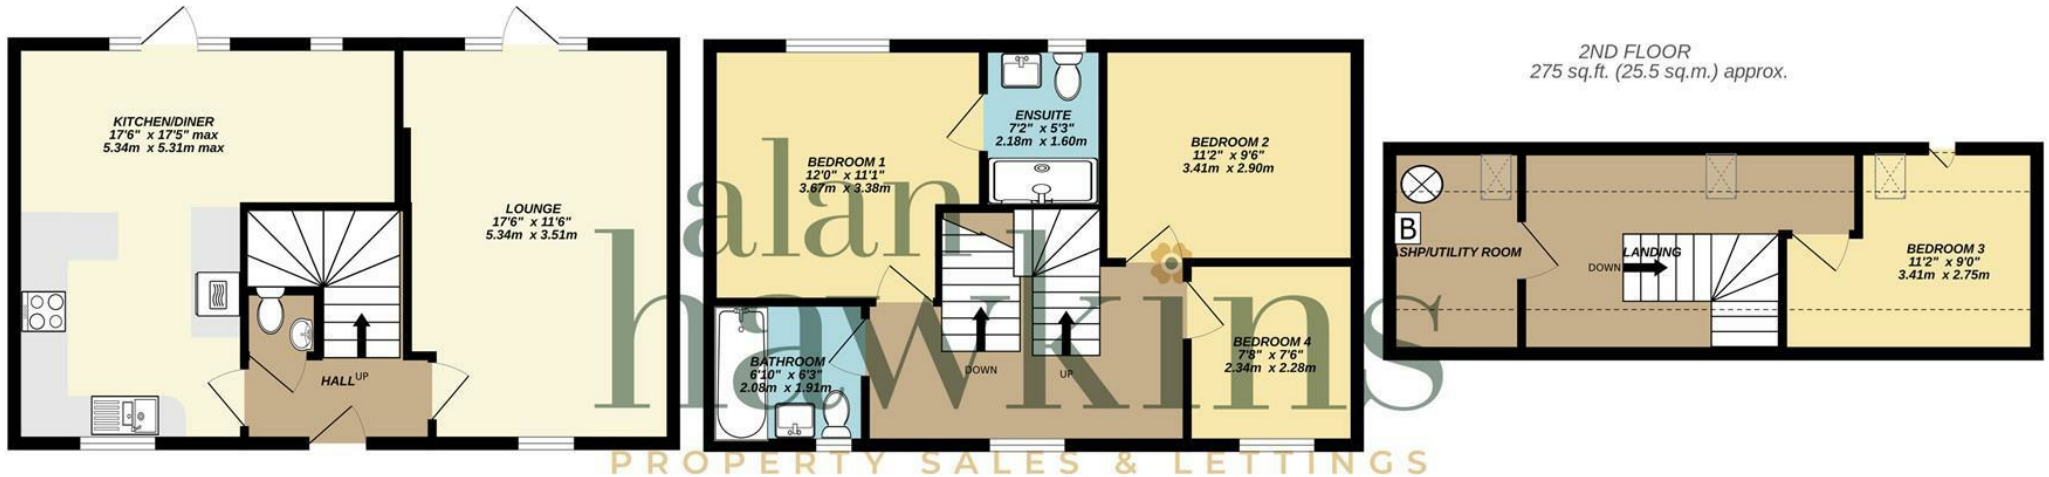 KITCHEN/DINER
17'6" x 17'5" max
5.34m x 5.31m max
LOUNGE
17'6" x 11'6"
5.34m x 3.51m
HALL
UP
BEDROOM 1
12'0" x 11'1"
3.67m x 3.38m
ENSUITE
7'2" x 5'3"
2.18m x 1.60m
BEDROOM 2
11'2" x 9'6"
3.41m x 2.90m
BATHROOM
6'10" x 6'3"
2.08m x 1.91m
DOWN
UP
BEDROOM 4
7'8" x 7'6"
2.34m x 2.28m
2ND FLOOR
275 sq.ft. (25.5 sq.m.) approx.
B
ASHP/UTILITY ROOM
LANDING
DOWN
BEDROOM 3
11'2" x 9'0"
3.41m x 2.75m
alan
hawkins
PROPERTY SALES & LETTINGS